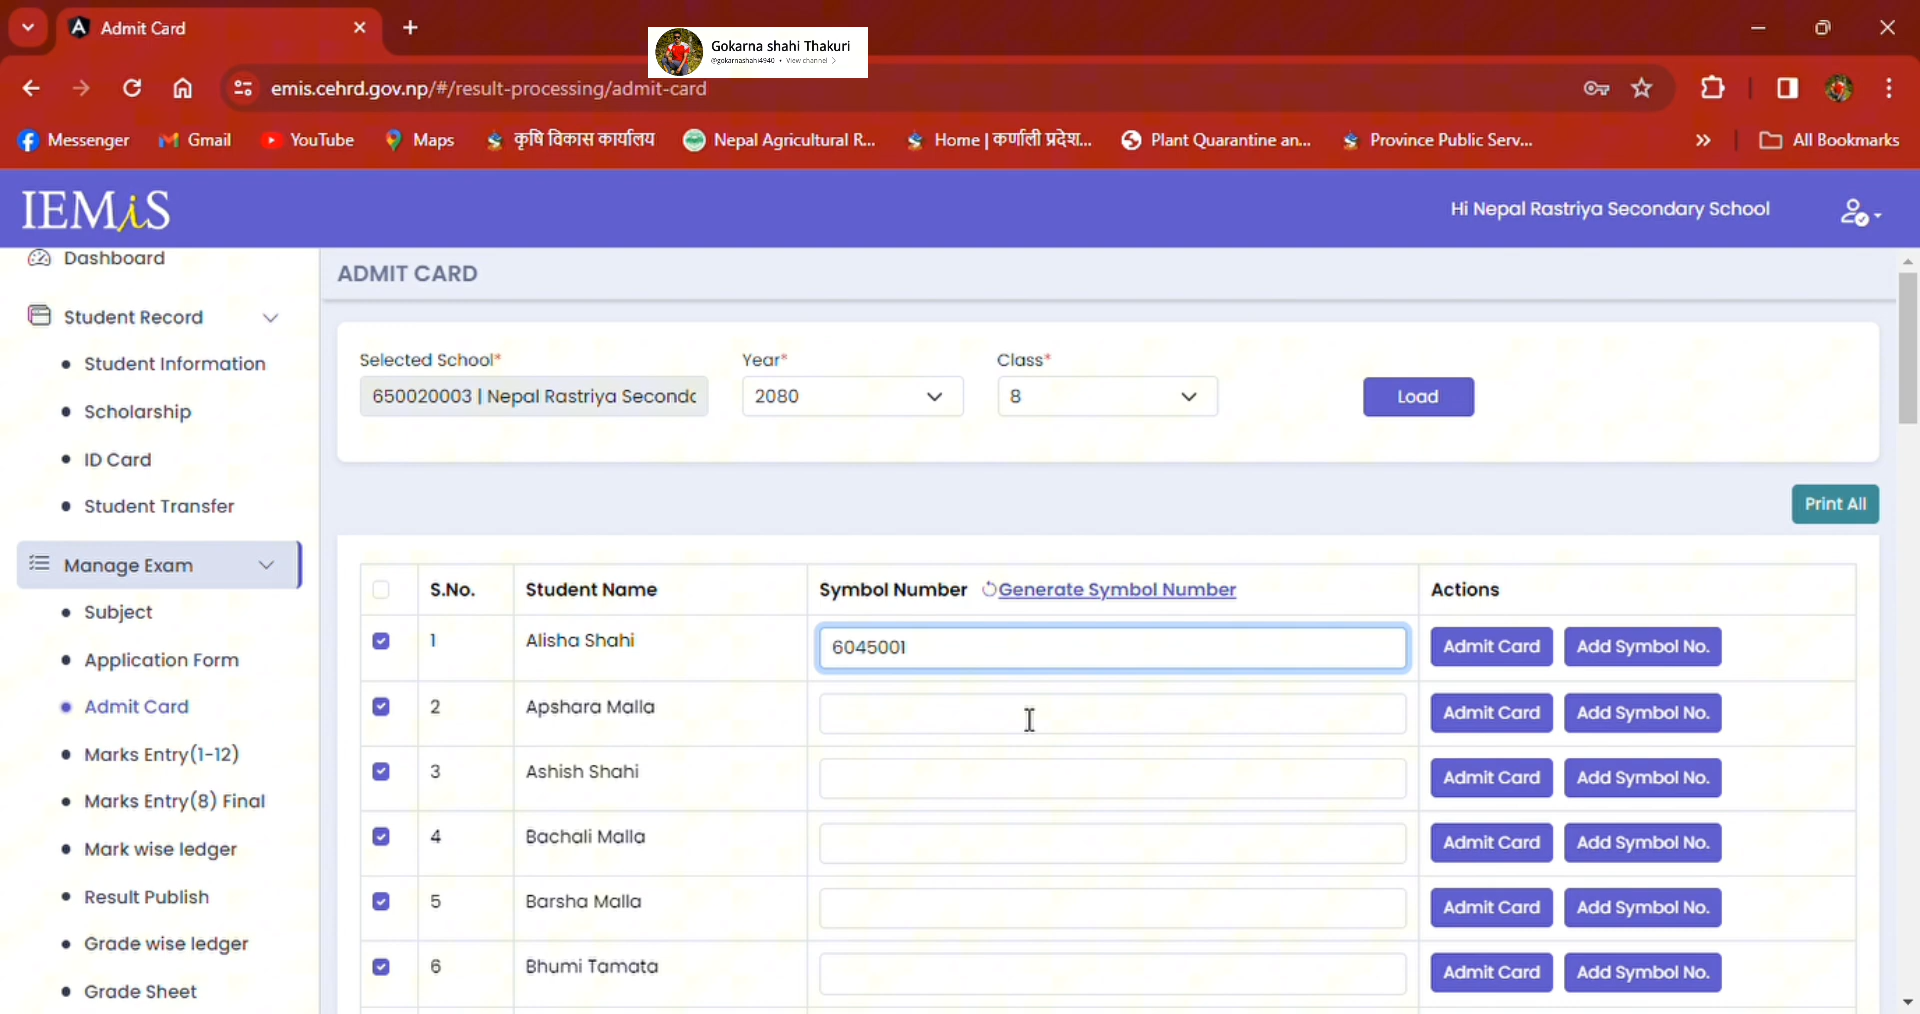 Admit Card
Gokarna shahi Thakuri
@gokarnashahi4940 • View channel >
emis.cehrd.gov.np/#/result-processing/admit-card
Messenger Gmail YouTube Maps कृषि विकास कार्यालय Nepal Agricultural R... Home | कर्णाली प्रदेश... Plant Quarantine an... Province Public Serv... » All Bookmarks
IEMiS
Hi Nepal Rastriya Secondary School
Dashboard
Student Record
Student Information
Scholarship
ID Card
Student Transfer
Manage Exam
Subject
Application Form
Admit Card
Marks Entry(1-12)
Marks Entry(8) Final
Mark wise ledger
Result Publish
Grade wise ledger
Grade Sheet
ADMIT CARD
Selected School* Year* Class*
650020003 | Nepal Rastriya Secondc 2080 8 Load
Print All
S.No. Student Name Symbol Number Generate Symbol Number Actions
1 Alisha Shahi 6045001 Admit Card Add Symbol No.
2 Apshara Malla Admit Card Add Symbol No.
3 Ashish Shahi Admit Card Add Symbol No.
4 Bachali Malla Admit Card Add Symbol No.
5 Barsha Malla Admit Card Add Symbol No.
6 Bhumi Tamata Admit Card Add Symbol No.